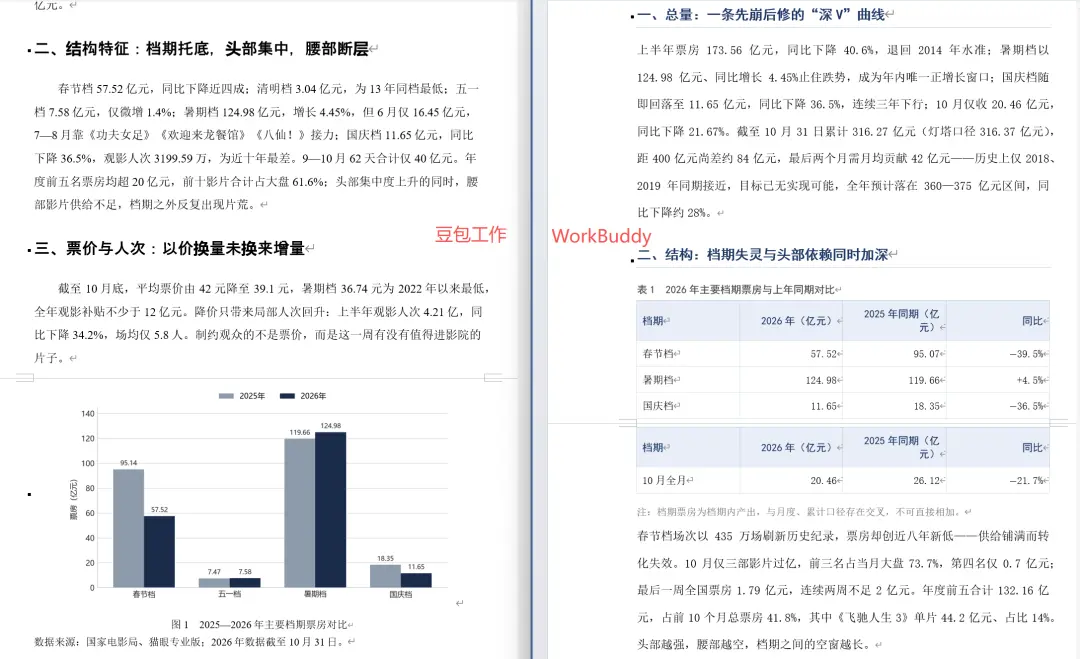 亿元。
二、结构特征：档期托底，头部集中，腰部断层
春节档 57.52 亿元，同比下降近四成；清明档 3.04 亿元，为 13 年同档最低；五一
档 7.58 亿元，仅微增 1.4%；暑期档 124.98 亿元，增长 4.45%，但 6 月仅 16.45 亿元，
7—8 月靠《功夫女足》《欢迎来龙餐馆》《八仙！》接力；国庆档 11.65 亿元，同比
下降 36.5%，观影人次 3199.59 万，为近十年最差。9—10 月 62 天合计仅 40 亿元。年
度前五名票房均超 20 亿元，前十影片合计占大盘 61.6%；头部集中度上升的同时，腰
部影片供给不足，档期之外反复出现片荒。
三、票价与人次：以价换量未换来增量
截至 10 月底，平均票价由 42 元降至 39.1 元，暑期档 36.74 元为 2022 年以来最低，
全年观影补贴不少于 12 亿元。降价只带来局部人次回升：上半年观影人次 4.21 亿，同
比下降 34.2%，场均仅 5.8 人。制约观众的不是票价，而是这一周有没有值得进影院的
片子。
2025年 2026年
票房（亿元）
140
120
100
80
60
40
20
0
95.14
57.52
7.47
7.58
119.66
124.98
18.35
11.65
春节档 五一档 暑期档 国庆档
图 1 2025—2026 年主要档期票房对比
数据来源：国家电影局、猫眼专业版；2026 年数据截至 10 月 31 日。
豆包工作
WorkBuddy
一、总量：一条先崩后修的“深 V”曲线
上半年票房 173.56 亿元，同比下降 40.6%，退回 2014 年水准；暑期档以
124.98 亿元、同比增长 4.45%止住跌势，成为年内唯一正增长窗口；国庆档随
即回落至 11.65 亿元，同比下降 36.5%，连续三年下行；10 月仅收 20.46 亿元，
同比下降 21.67%。截至 10 月 31 日累计 316.27 亿元（灯塔口径 316.37 亿元），
距 400 亿元尚差约 84 亿元，最后两个月需月均贡献 42 亿元——历史上仅 2018、
2019 年同期接近，目标已无实现可能，全年预计落在 360—375 亿元区间，同
比下降约 28%。
二、结构：档期失灵与头部依赖同时加深
表 1 2026 年主要档期票房与上年同期对比
档期 2026 年（亿元） 2025 年同期（亿元） 同比
春节档 57.52 95.07 −39.5%
暑期档 124.98 119.66 +4.5%
国庆档 11.65 18.35 −36.5%
档期 2026 年（亿元） 2025 年同期（亿元） 同比
10 月全月 20.46 26.12 −21.7%
注：档期票房为档期内产出，与月度、累计口径存在交叉，不可直接相加。
春节档场次以 435 万场刷新历史纪录，票房却创近八年新低——供给铺满而转
化失效。10 月仅三部影片过亿，前三名占当月大盘 73.7%，第四名仅 0.7 亿元；
最后一周全国票房 1.79 亿元，连续两周不足 2 亿元。年度前五合计 132.16 亿
元，占前 10 个月总票房 41.8%，其中《飞驰人生 3》单片 44.2 亿元、占比 14%。
头部越强，腰部越空，档期之间的空窗越长。